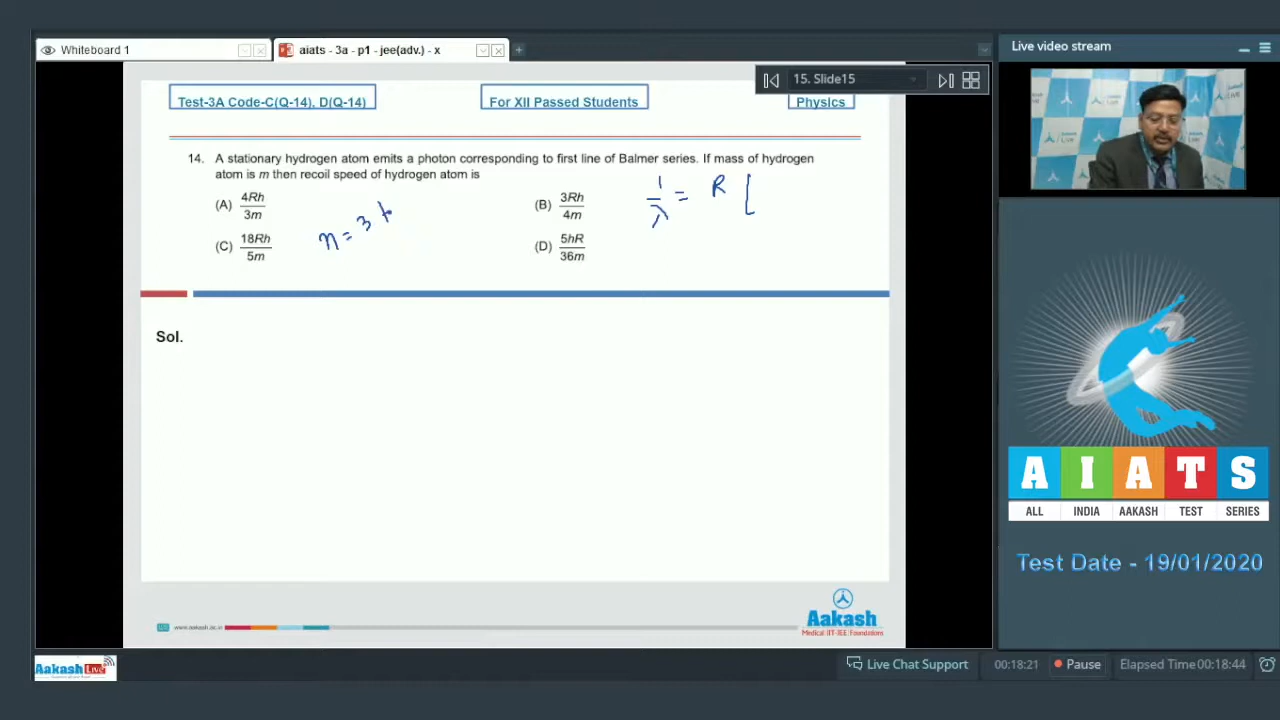 Whiteboard 1
aiats - 3a - p1 - jee(adv.) - x
Live video stream
15. Slide15
Test-3A Code-C(Q-14), D(Q-14)
For XII Passed Students
Physics
14. A stationary hydrogen atom emits a photon corresponding to first line of Balmer series. If mass of hydrogen
atom is m then recoil speed of hydrogen atom is
(A) 4Rh/3m
(B) 3Rh/4m
(C) 18Rh/5m
(D) 5hR/36m
n = 3 t
1/λ = R [
Sol.
A I A T S
ALL INDIA AAKASH TEST SERIES
Test Date - 19/01/2020
www.aakash.ac.in
Aakash
Medical|IIT-JEE|Foundations
Aakash Live
Live Chat Support
00:18:21
Pause
Elapsed Time 00:18:44